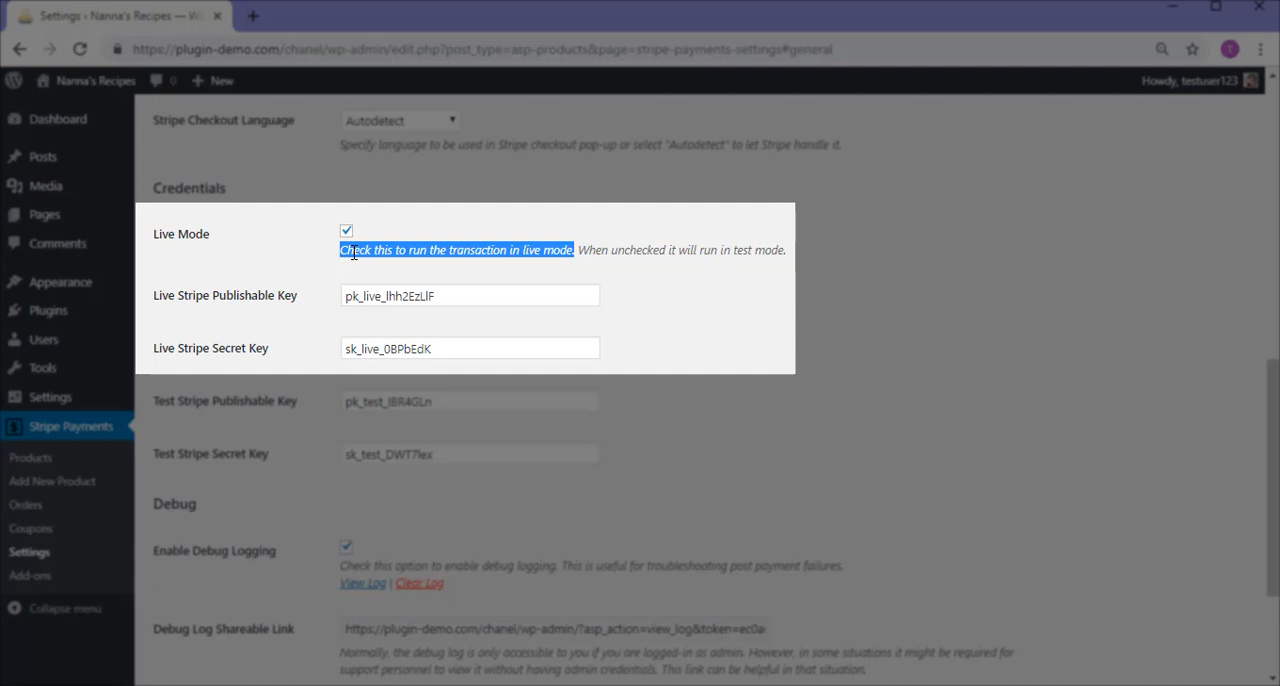 Settings ‹ Nanna's Recipes — W
https://plugin-demo.com/chanel/wp-admin/edit.php?post_type=asp-products&page=stripe-payments-settings#general
T
Nanna's Recipes
0
New
Howdy, testuser123
Dashboard
Posts
Media
Pages
Comments
Appearance
Plugins
Users
Tools
Settings
Stripe Payments
Products
Add New Product
Orders
Coupons
Settings
Add-ons
Collapse menu
Stripe Checkout Language
Autodetect
Specify language to be used in Stripe checkout pop-up or select "Autodetect" to let Stripe handle it.
Credentials
Live Mode
Check this to run the transaction in live mode. When unchecked it will run in test mode.
Live Stripe Publishable Key
pk_live_lhh2EzLlF
Live Stripe Secret Key
sk_live_0BPbEdK
Test Stripe Publishable Key
pk_test_IBR4GLn
Test Stripe Secret Key
sk_test_DWT7lex
Debug
Enable Debug Logging
Check this option to enable debug logging. This is useful for troubleshooting post payment failures.
View Log | Clear Log
Debug Log Shareable Link
https://plugin-demo.com/chanel/wp-admin/?asp_action=view_log&token=ec0a
Normally, the debug log is only accessible to you if you are logged-in as admin. However, in some situations it might be required for
support personnel to view it without having admin credentials. This link can be helpful in that situation.